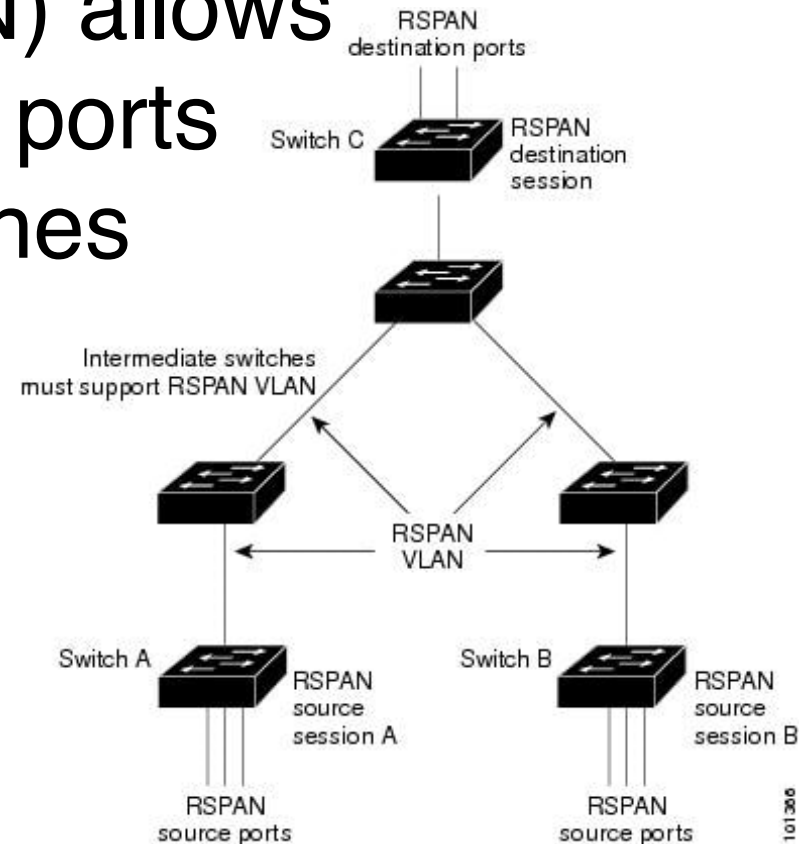 N) allows
ports
nes
RSPAN
destination ports
Switch C
RSPAN
destination
session
Intermediate switches
must support RSPAN VLAN
RSPAN
VLAN
Switch A
RSPAN
source
session A
Switch B
RSPAN
source
session B
RSPAN
source ports
RSPAN
source ports
101366